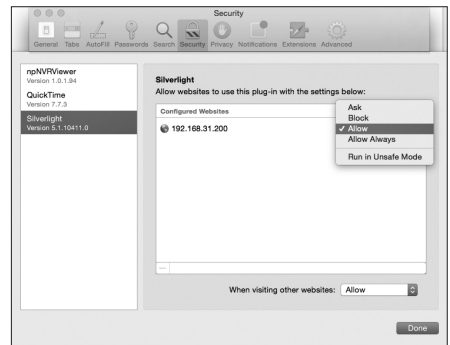 Security
General Tabs AutoFill Passwords Search Security Privacy Notifications Extensions Advanced
npNVRViewer
Version 1.0.1.94
QuickTime
Version 7.7.3
Silverlight
Version 5.1.10411.0
Silverlight
Allow websites to use this plug-in with the settings below:
Configured Websites
192.168.31.200
Ask
Block
✓ Allow
Allow Always
Run in Unsafe Mode
When visiting other websites: Allow
Done